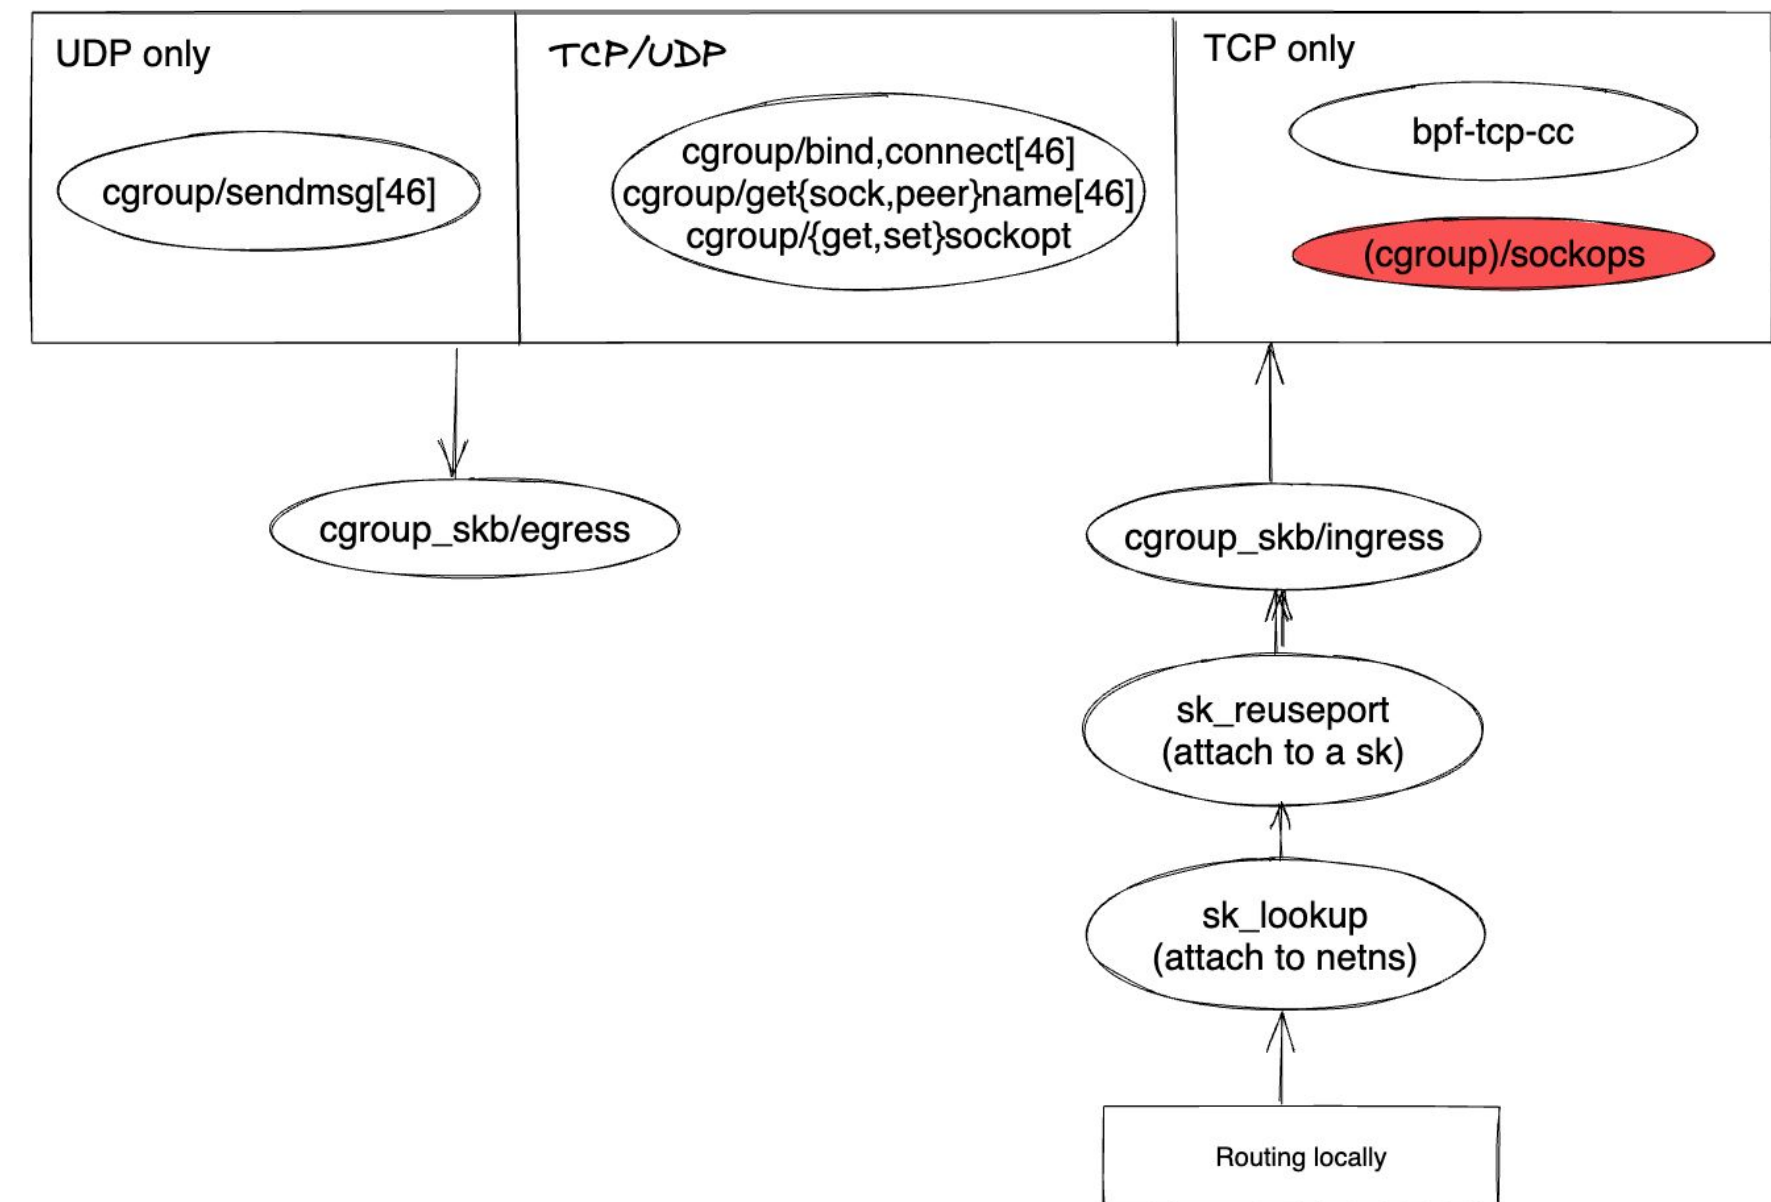 UDP only
cgroup/sendmsg[46]
TCP/UDP
cgroup/bind,connect[46]
cgroup/get{sock,peer}name[46]
cgroup/{get,set}sockopt
TCP only
bpf-tcp-cc
(cgroup)/sockops
cgroup_skb/egress
cgroup_skb/ingress
sk_reuseport
(attach to a sk)
sk_lookup
(attach to netns)
Routing locally